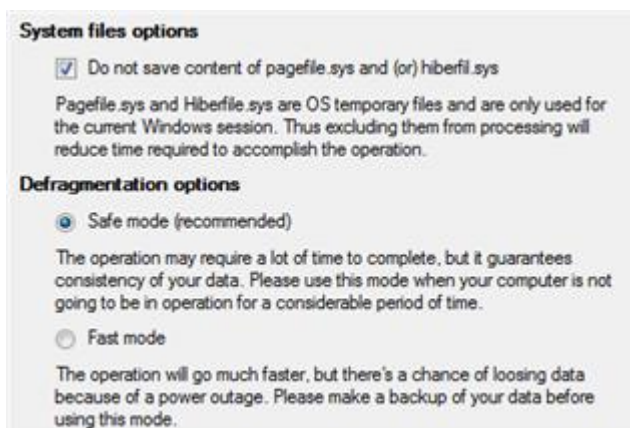 System files options
Do not save content of pagefile.sys and (or) hiberfil.sys
Pagefile.sys and Hiberfile.sys are OS temporary files and are only used for
the current Windows session. Thus excluding them from processing will
reduce time required to accomplish the operation.
Defragmentation options
Safe mode (recommended)
The operation may require a lot of time to complete, but it guarantees
consistency of your data. Please use this mode when your computer is not
going to be in operation for a considerable period of time.
Fast mode
The operation will go much faster, but there's a chance of loosing data
because of a power outage. Please make a backup of your data before
using this mode.